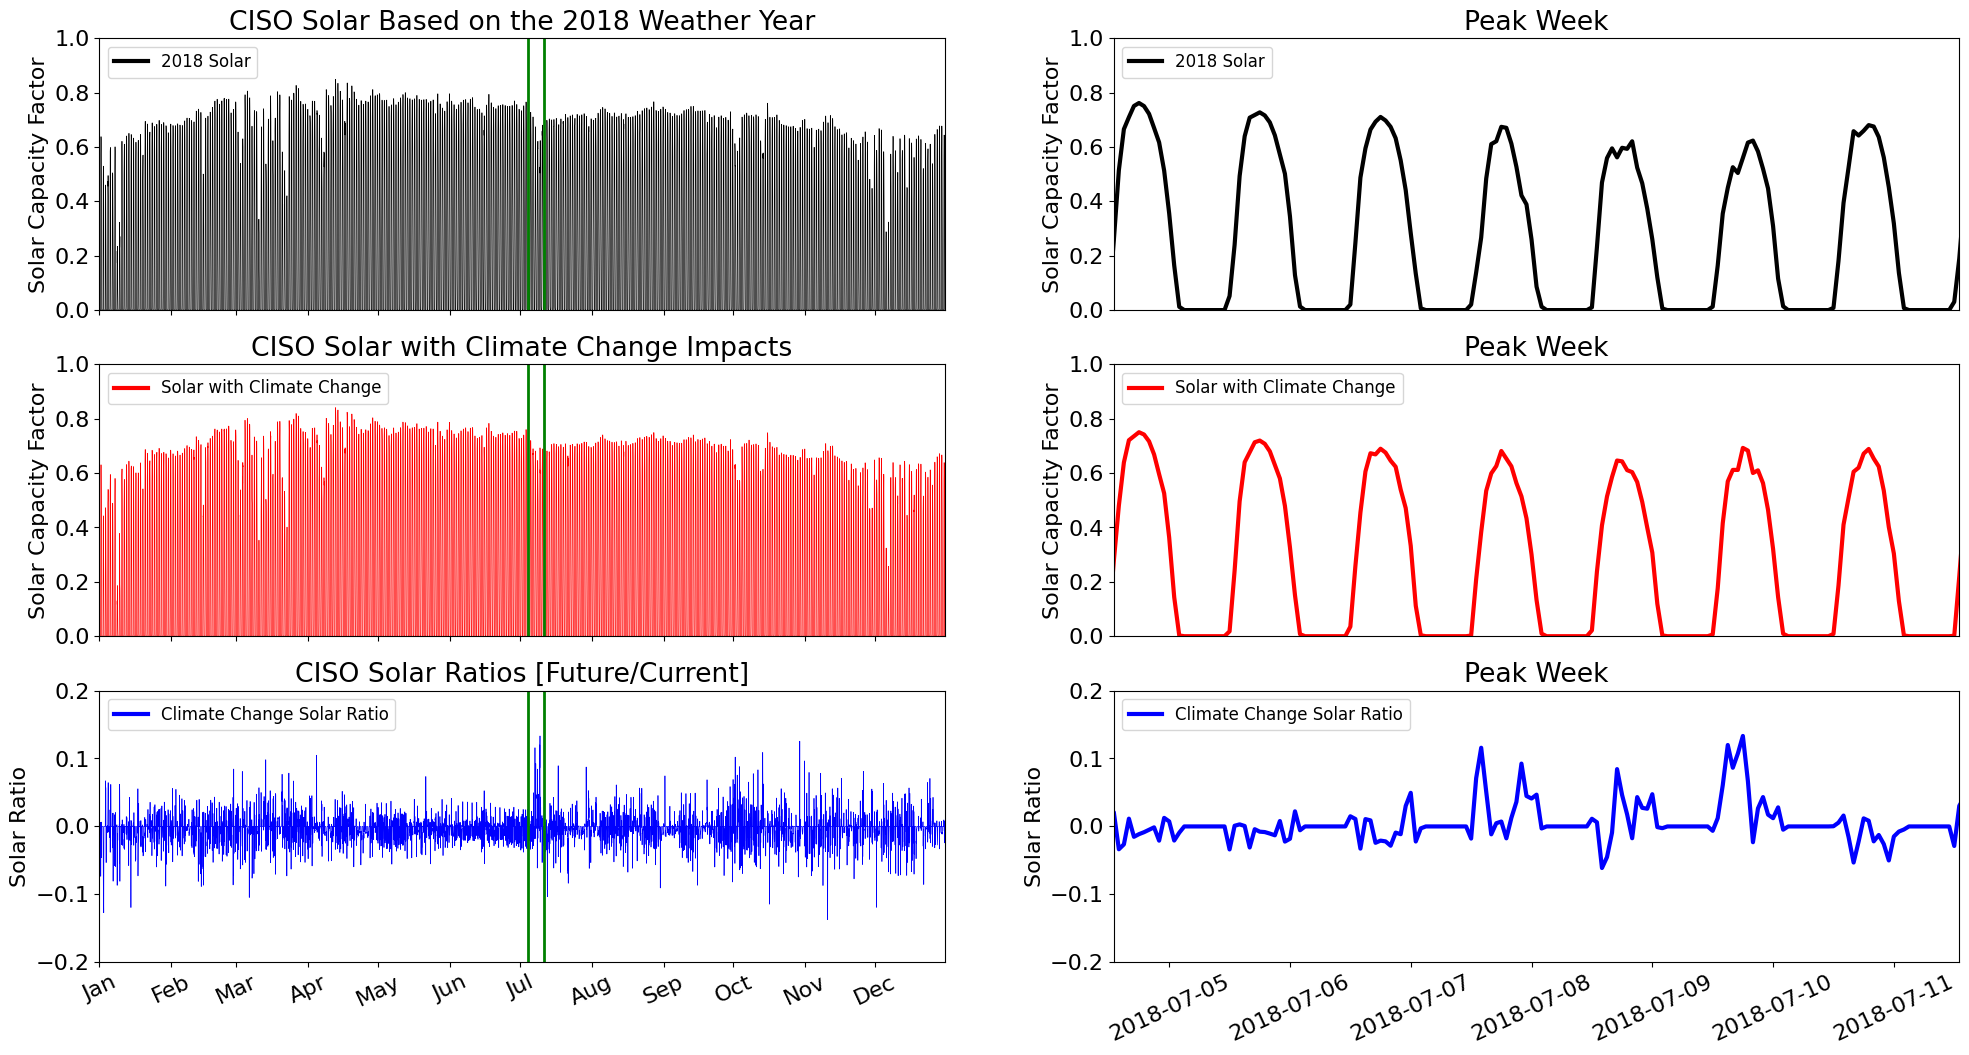 CISO Solar Based on the 2018 Weather Year
1.0
0.8
0.6
0.4
0.2
0.0
Solar Capacity Factor
2018 Solar
Peak Week
1.0
0.8
0.6
0.4
0.2
0.0
Solar Capacity Factor
2018 Solar
CISO Solar with Climate Change Impacts
1.0
0.8
0.6
0.4
0.2
0.0
Solar Capacity Factor
Solar with Climate Change
Peak Week
1.0
0.8
0.6
0.4
0.2
0.0
Solar Capacity Factor
Solar with Climate Change
CISO Solar Ratios [Future/Current]
0.2
0.1
0.0
−0.1
−0.2
Solar Ratio
Climate Change Solar Ratio
Jan Feb Mar Apr May Jun Jul Aug Sep Oct Nov Dec
Peak Week
0.2
0.1
0.0
−0.1
−0.2
Solar Ratio
Climate Change Solar Ratio
2018-07-05 2018-07-06 2018-07-07 2018-07-08 2018-07-09 2018-07-10 2018-07-11